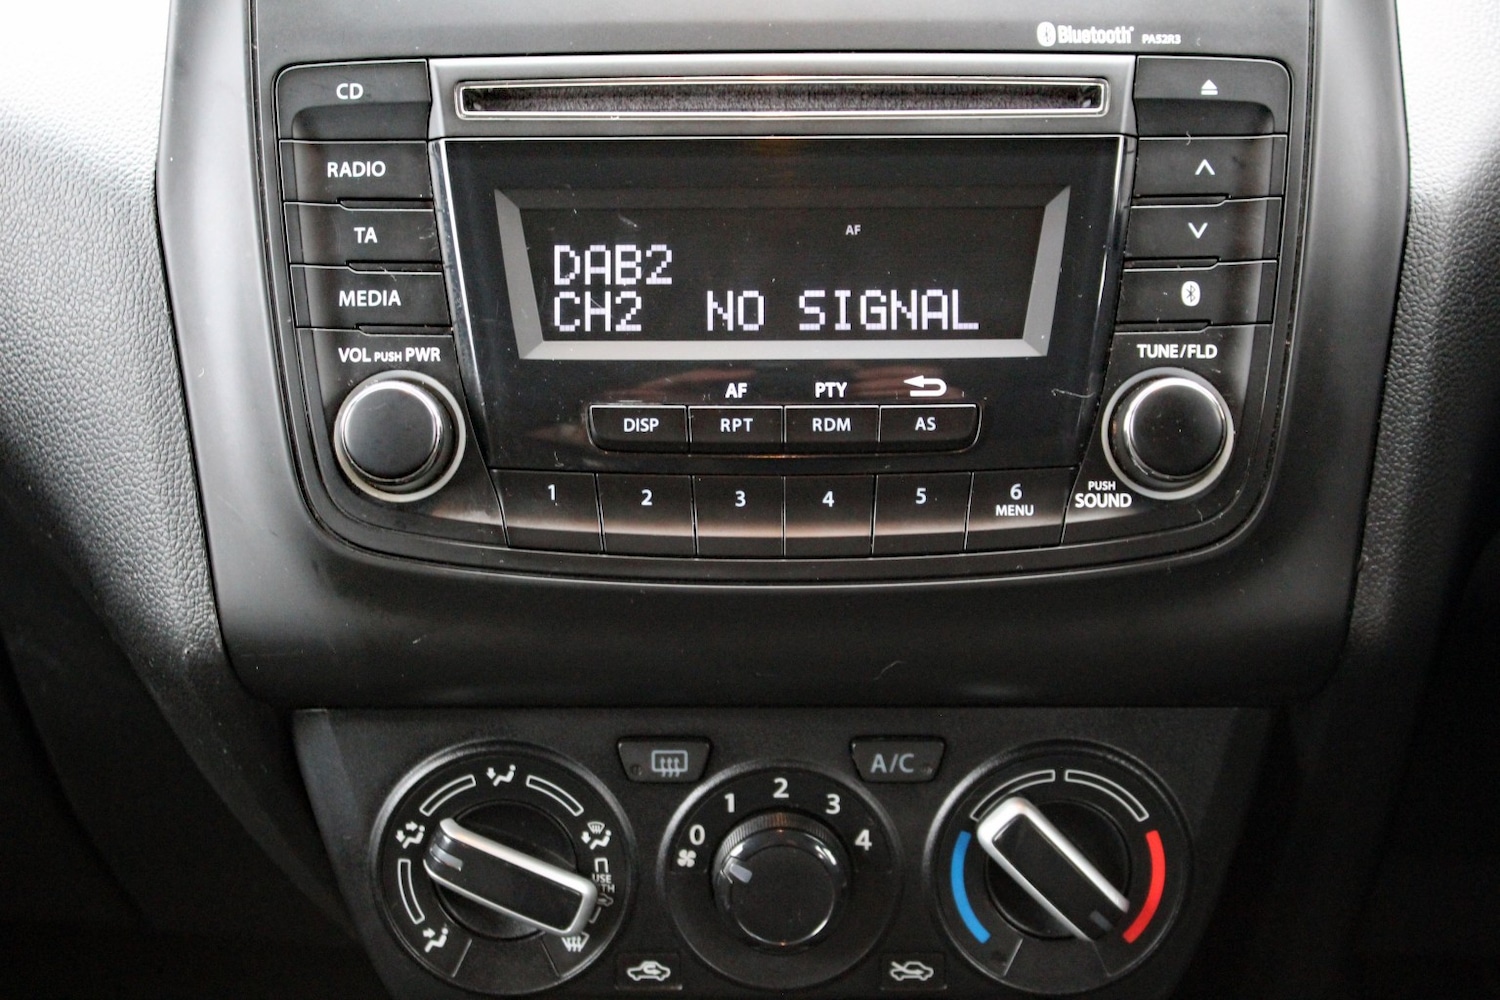 Bluetooth® PA52R3
CD
RADIO
TA
MEDIA
VOL PUSH PWR
AF
DAB2
CH2 NO SIGNAL
TUNE/FLD
AF PTY
DISP RPT RDM AS
1 2 3 4 5 6
MENU
PUSH
SOUND
A/C
0 1 2 3 4
USE